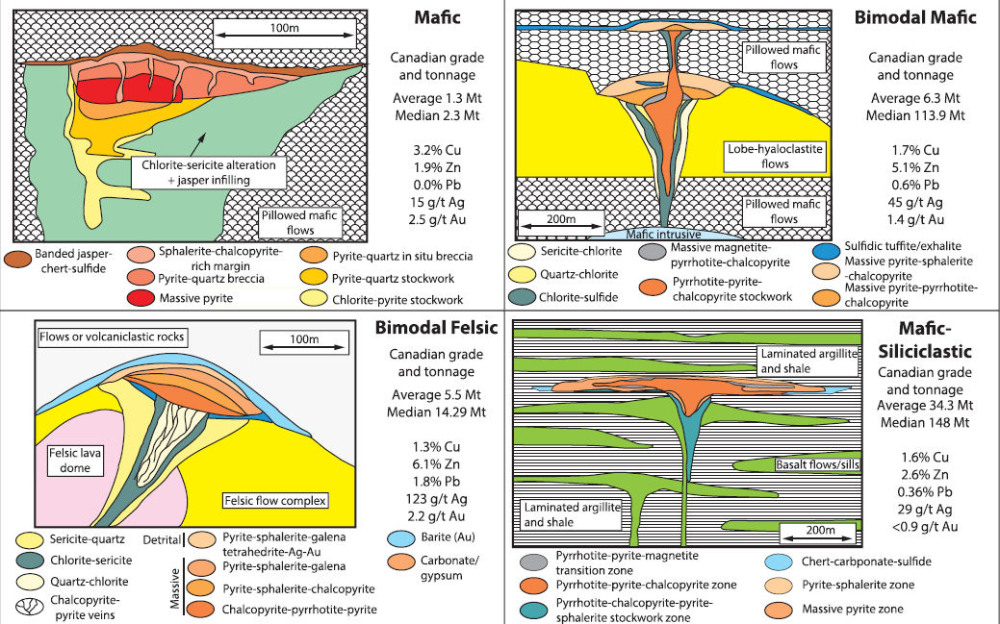 Mafic
100m
Canadian grade
and tonnage
Average 1.3 Mt
Median 2.3 Mt
3.2% Cu
1.9% Zn
0.0% Pb
15 g/t Ag
2.5 g/t Au
Chlorite-sericite alteration
+ jasper infilling
Pillowed mafic
flows
Banded jasper-
chert-sulfide
Sphalerite-chalcopyrite-
rich margin
Pyrite-quartz breccia
Massive pyrite
Pyrite-quartz in situ breccia
Pyrite-quartz stockwork
Chlorite-pyrite stockwork
Bimodal Mafic
Pillowed mafic
flows
Canadian grade
and tonnage
Average 6.3 Mt
Median 113.9 Mt
1.7% Cu
5.1% Zn
0.6% Pb
45 g/t Ag
1.4 g/t Au
Lobe-hyaloclastite
flows
Pillowed mafic
flows
200m
Mafic intrusive
Sericite-chlorite
Quartz-chlorite
Chlorite-sulfide
Massive magnetite-
pyrrhotite-chalcopyrite
Pyrrhotite-pyrite-
chalcopyrite stockwork
Sulfidic tuffite/exhalite
Massive pyrite-sphalerite
-chalcopyrite
Massive pyrite-pyrrhotite-
chalcopyrite
Bimodal Felsic
Flows or volcaniclastic rocks
100m
Canadian grade
and tonnage
Average 5.5 Mt
Median 14.29 Mt
1.3% Cu
6.1% Zn
1.8% Pb
123 g/t Ag
2.2 g/t Au
Felsic lava
dome
Felsic flow complex
Sericite-quartz
Chlorite-sericite
Quartz-chlorite
Chalcopyrite-
pyrite veins
Detrital
Pyrite-sphalerite-galena
tetrahedrite-Ag-Au
Massive
Pyrite-sphalerite-galena
Pyrite-sphalerite-chalcopyrite
Chalcopyrite-pyrrhotite-pyrite
Barite (Au)
Carbonate/
gypsum
Mafic-
Siliciclastic
Laminated argillite
and shale
Canadian grade
and tonnage
Average 34.3 Mt
Median 148 Mt
1.6% Cu
2.6% Zn
0.36% Pb
29 g/t Ag
<0.9 g/t Au
Basalt flows/sills
Laminated argillite
and shale
200m
Pyrrhotite-pyrite-magnetite
transition zone
Pyrrhotite-pyrite-chalcopyrite zone
Pyrrhotite-chalcopyrite-pyrite-
sphalerite stockwork zone
Chert-carbonate-sulfide
Pyrite-sphalerite zone
Massive pyrite zone